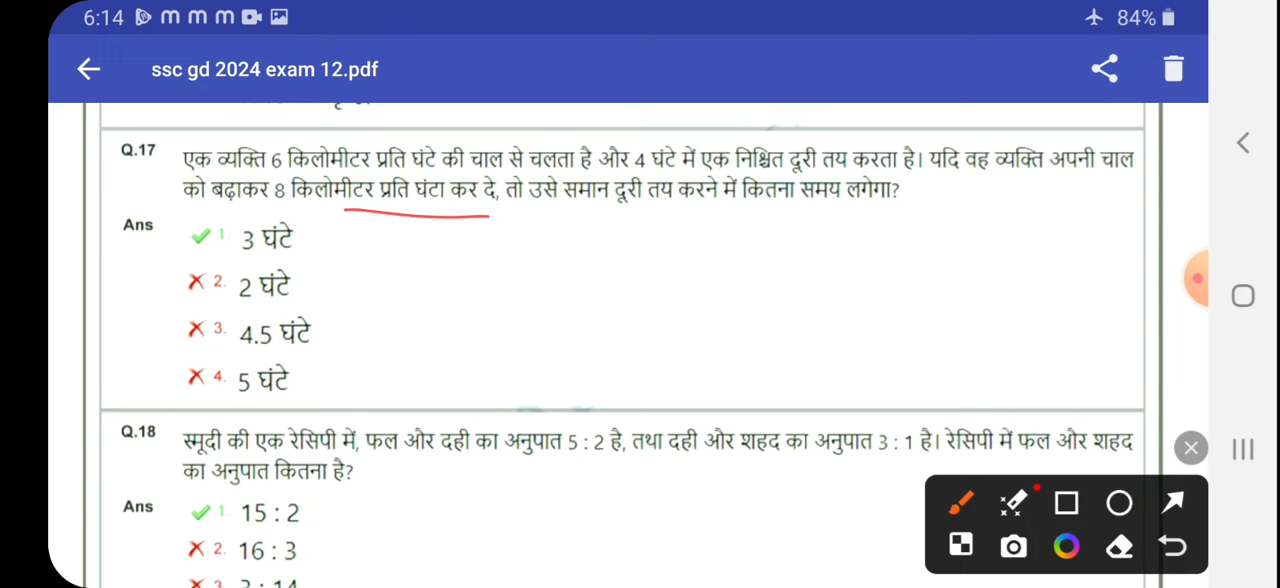 6:14
84%
ssc gd 2024 exam 12.pdf
Q.17
एक व्यक्ति 6 किलोमीटर प्रति घंटे की चाल से चलता है और 4 घंटे में एक निश्चित दूरी तय करता है। यदि वह व्यक्ति अपनी चाल
को बढ़ाकर 8 किलोमीटर प्रति घंटा कर दे, तो उसे समान दूरी तय करने में कितना समय लगेगा?
Ans
1 3 घंटे
2. 2 घंटे
3. 4.5 घंटे
4. 5 घंटे
Q.18
स्मूदी की एक रेसिपी में, फल और दही का अनुपात 5 : 2 है, तथा दही और शहद का अनुपात 3 : 1 है। रेसिपी में फल और शहद
का अनुपात कितना है?
Ans
1. 15 : 2
2. 16 : 3
3. 3 : 14